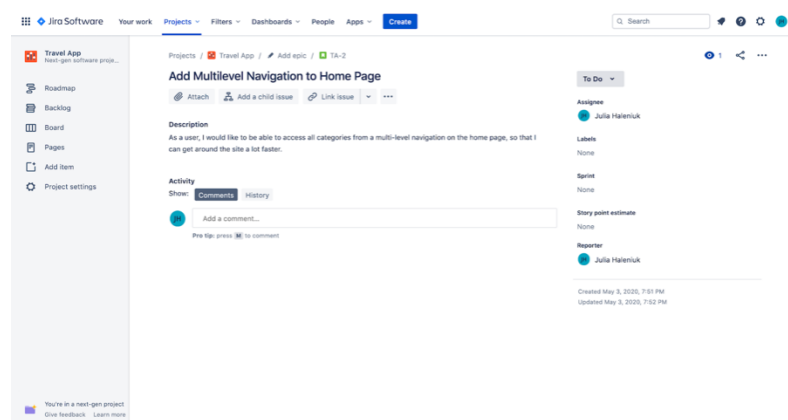 Jira Software Your work Projects Filters Dashboards People Apps Create Search
Travel App
Next-gen software proje...
Roadmap
Backlog
Board
Pages
Add item
Project settings
You're in a next-gen project
Give feedback Learn more
Projects / Travel App / Add epic / TA-2
1
Add Multilevel Navigation to Home Page
Attach Add a child issue Link issue
Description
As a user, I would like to be able to access all categories from a multi-level navigation on the home page, so that I
can get around the site a lot faster.
Activity
Show: Comments History
JH Add a comment...
Pro tip: press M to comment
To Do
Assignee
JH Julia Haleniuk
Labels
None
Sprint
None
Story point estimate
None
Reporter
JH Julia Haleniuk
Created May 3, 2020, 7:51 PM
Updated May 3, 2020, 7:52 PM